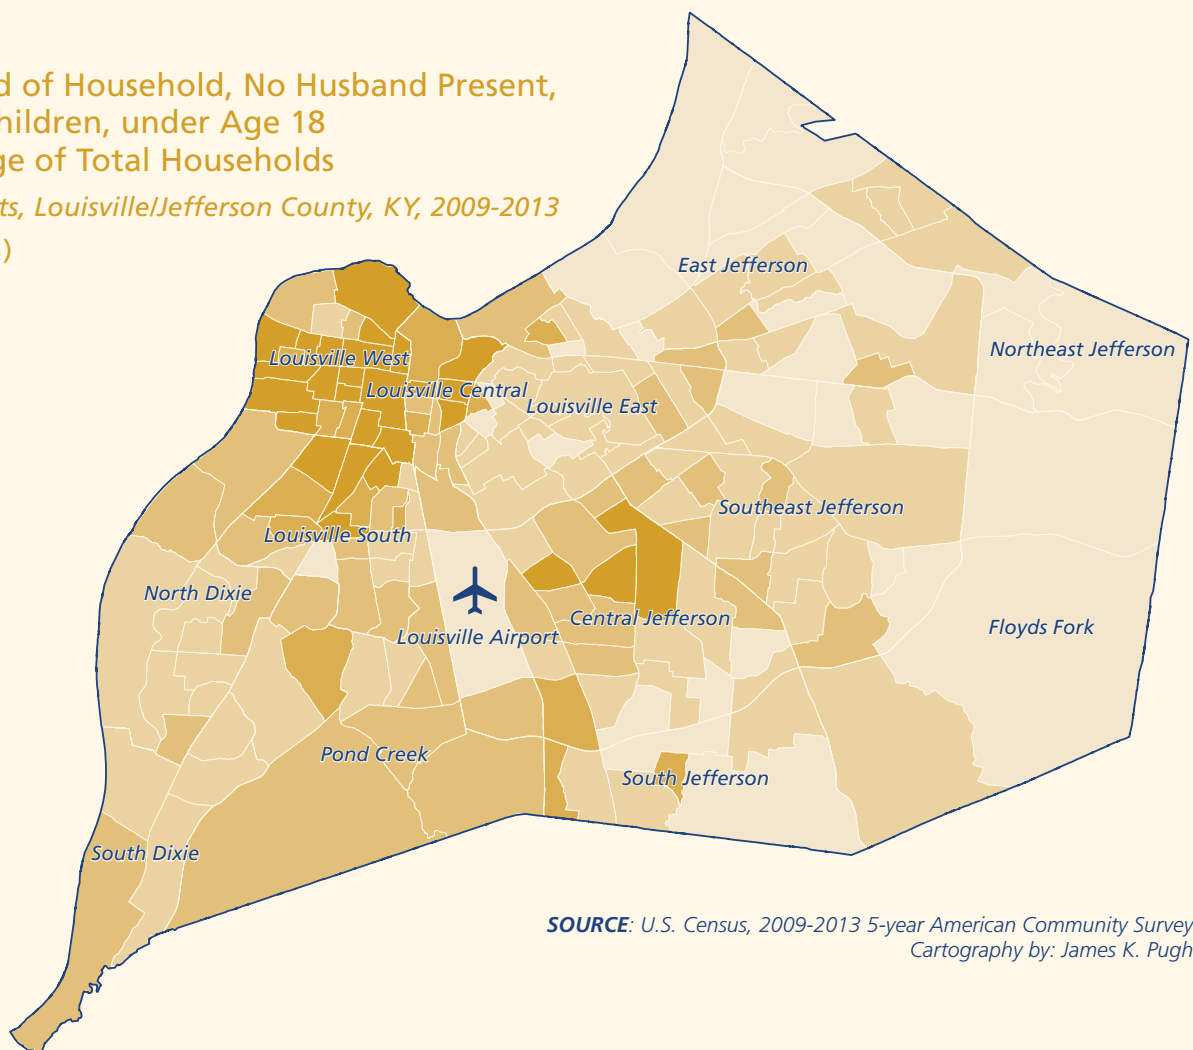 d of Household, No Husband Present,
hildren, under Age 18
ge of Total Households
ts, Louisville/Jefferson County, KY, 2009-2013
)
East Jefferson
Northeast Jefferson
Louisville West
Louisville Central
Louisville East
Southeast Jefferson
Louisville South
North Dixie
Central Jefferson
Louisville Airport
Floyds Fork
Pond Creek
South Jefferson
South Dixie
SOURCE: U.S. Census, 2009-2013 5-year American Community Survey
Cartography by: James K. Pugh